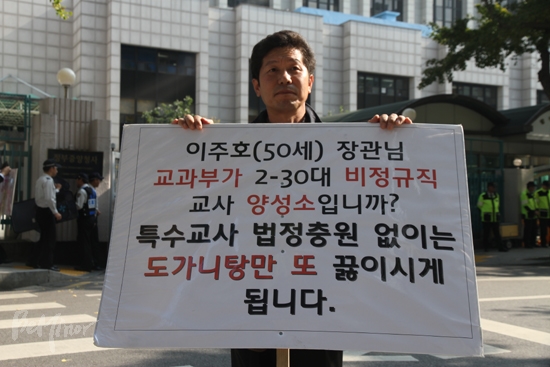 이주호(50세) 장관님
교과부가 2-30대 비정규직
교사 양성소입니까?
특수교사 법정충원 없이는
도가니탕만 또 끓이시게
됩니다.